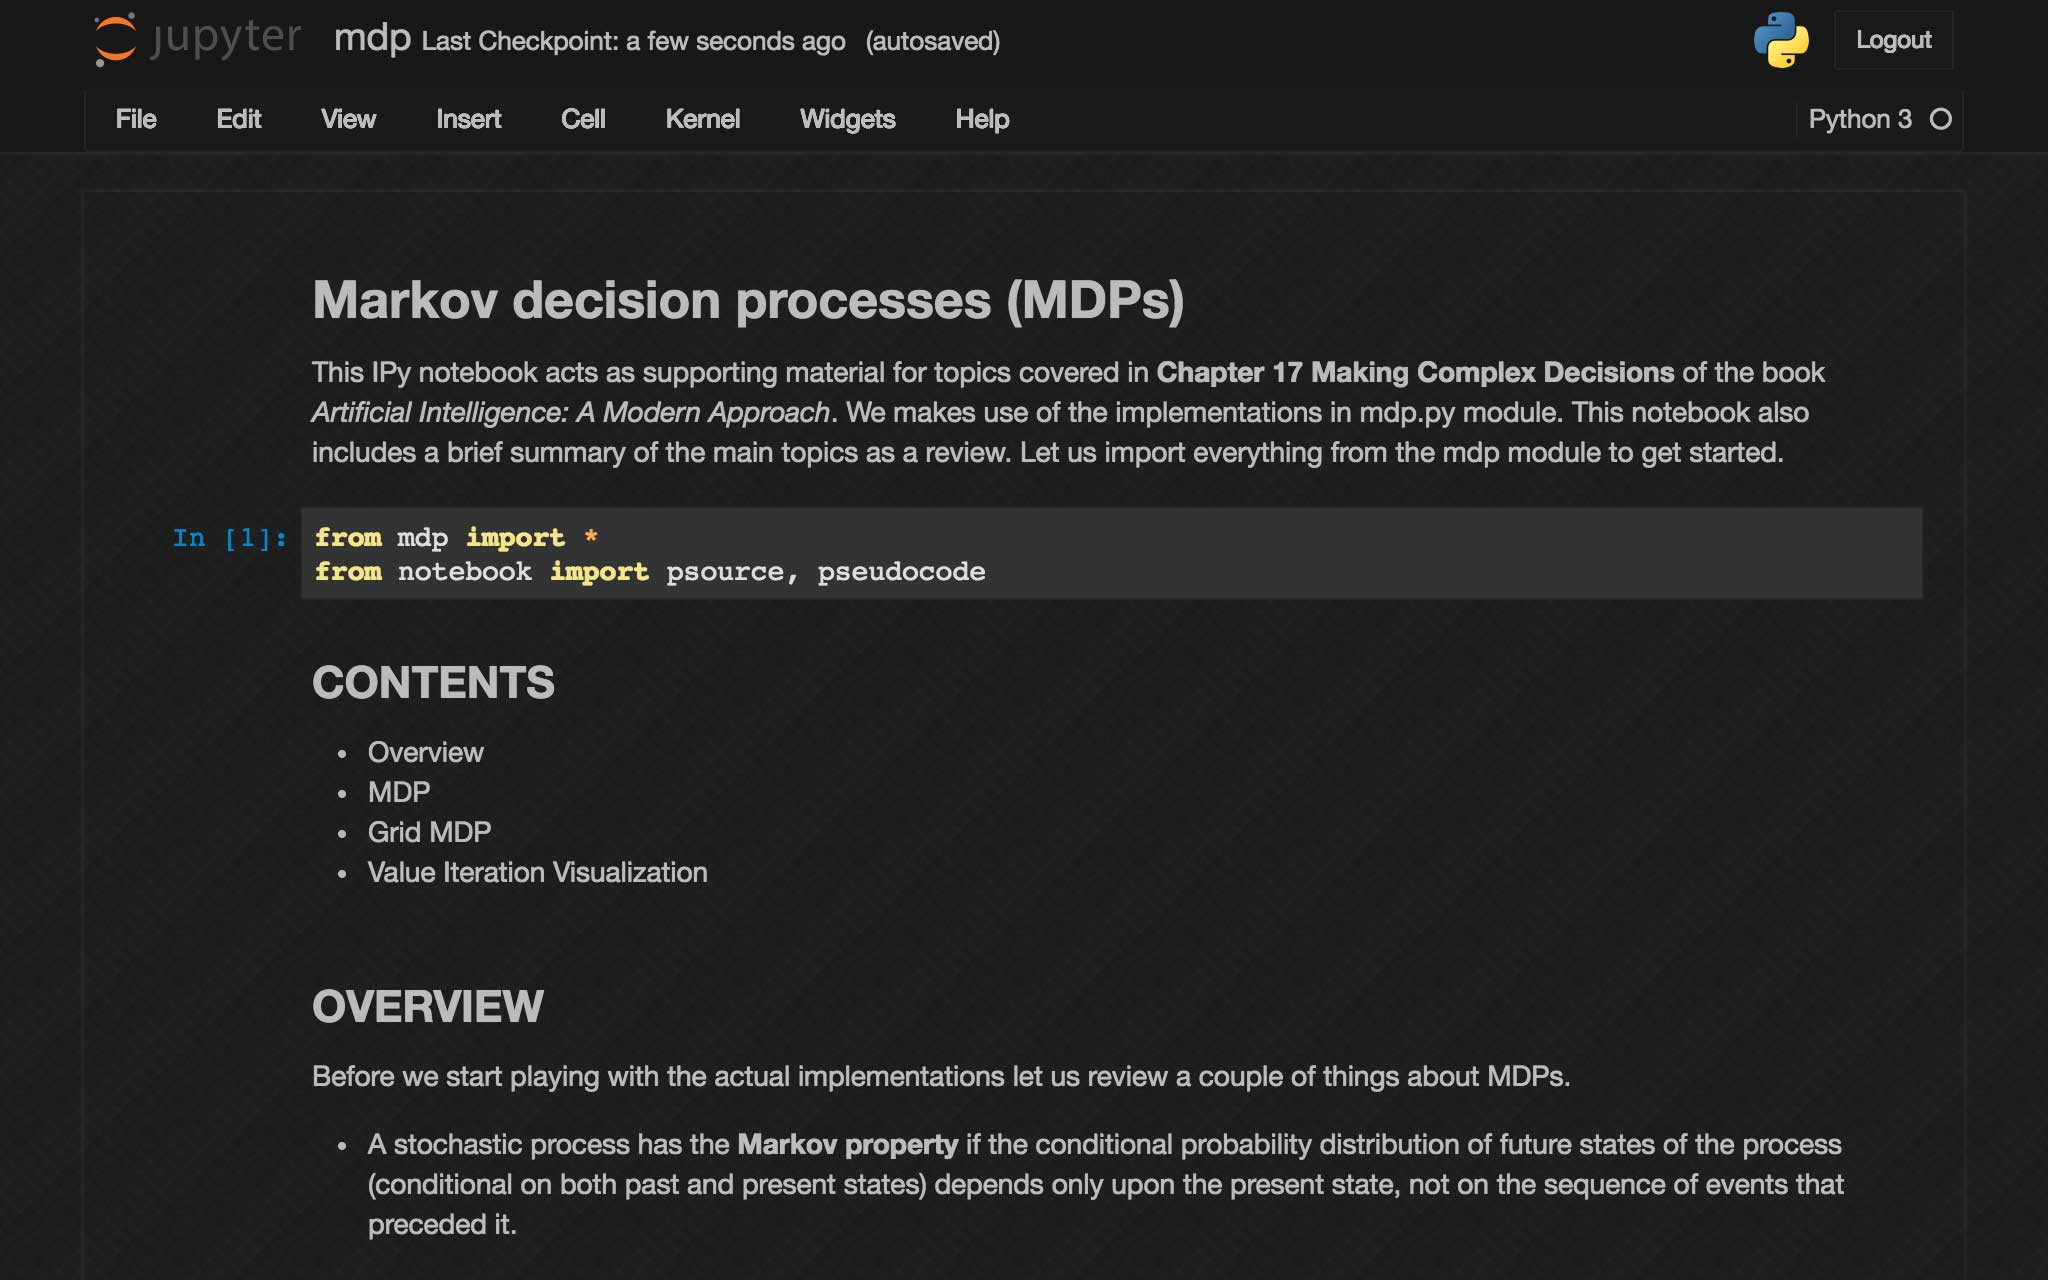 jupyter mdp Last Checkpoint: a few seconds ago (autosaved) Logout
File Edit View Insert Cell Kernel Widgets Help Python 3
Markov decision processes (MDPs)
This IPy notebook acts as supporting material for topics covered in Chapter 17 Making Complex Decisions of the book
Artificial Intelligence: A Modern Approach. We makes use of the implementations in mdp.py module. This notebook also
includes a brief summary of the main topics as a review. Let us import everything from the mdp module to get started.
In [1]: from mdp import *
from notebook import psource, pseudocode
CONTENTS
• Overview
• MDP
• Grid MDP
• Value Iteration Visualization
OVERVIEW
Before we start playing with the actual implementations let us review a couple of things about MDPs.
• A stochastic process has the Markov property if the conditional probability distribution of future states of the process
(conditional on both past and present states) depends only upon the present state, not on the sequence of events that
preceded it.